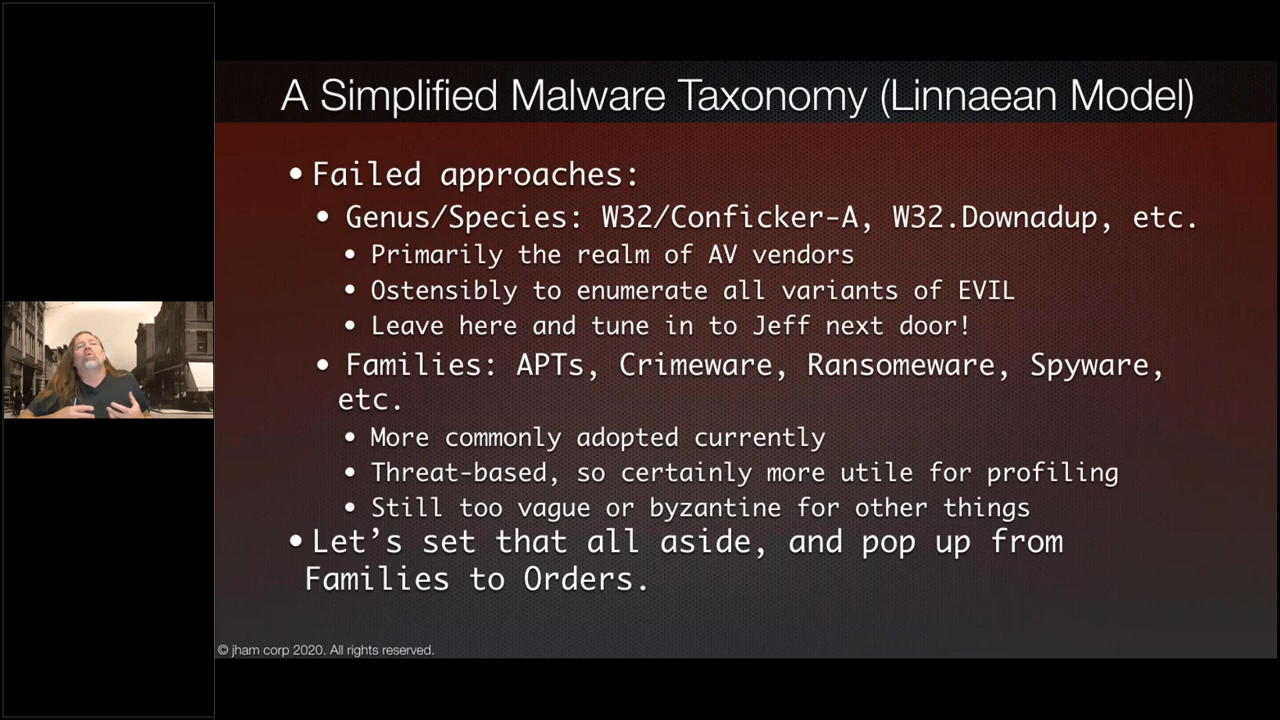 A Simplified Malware Taxonomy (Linnaean Model)
• Failed approaches:
• Genus/Species: W32/Conficker-A, W32.Downadup, etc.
• Primarily the realm of AV vendors
• Ostensibly to enumerate all variants of EVIL
• Leave here and tune in to Jeff next door!
• Families: APTs, Crimeware, Ransomeware, Spyware,
etc.
• More commonly adopted currently
• Threat-based, so certainly more utile for profiling
• Still too vague or byzantine for other things
• Let’s set that all aside, and pop up from
Families to Orders.
© jham corp 2020. All rights reserved.